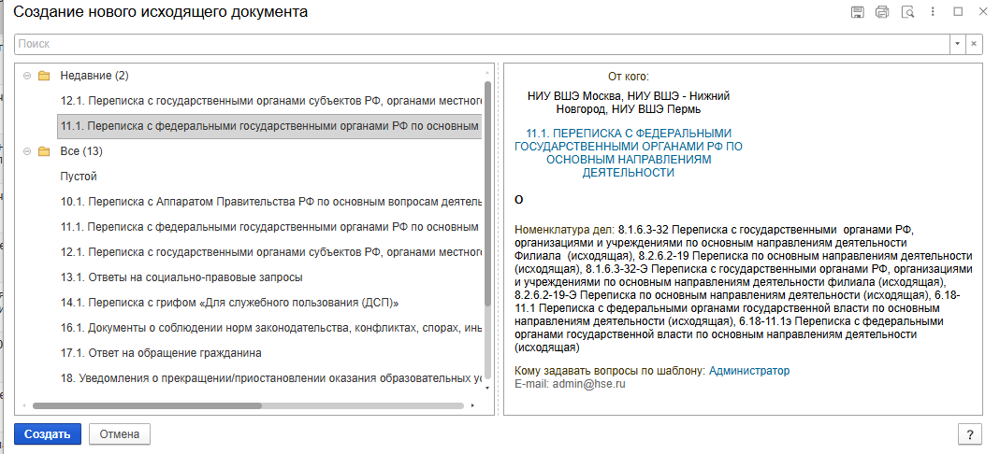 Создание нового исходящего документа
Поиск
Недавние (2)
12.1. Переписка с государственными органами субъектов РФ, органами местног
11.1. Переписка с федеральными государственными органами РФ по основным
Все (13)
Пустой
10.1. Переписка с Аппаратом Правительства РФ по основным вопросам деятель
11.1. Переписка с федеральными государственными органами РФ по основным
12.1. Переписка с государственными органами субъектов РФ, органами местног
13.1. Ответы на социально-правовые запросы
14.1. Переписка с грифом «Для служебного пользования (ДСП)»
16.1. Документы о соблюдении норм законодательства, конфликтах, спорах, ины
17.1. Ответ на обращение гражданина
18. Уведомления о прекращении/приостановлении оказания образовательных ус
От кого:
НИУ ВШЭ Москва, НИУ ВШЭ - Нижний
Новгород, НИУ ВШЭ Пермь
11.1. ПЕРЕПИСКА С ФЕДЕРАЛЬНЫМИ
ГОСУДАРСТВЕННЫМИ ОРГАНАМИ РФ ПО
ОСНОВНЫМ НАПРАВЛЕНИЯМ
ДЕЯТЕЛЬНОСТИ
О
Номенклатура дел: 8.1.6.3-32 Переписка с государственными органами РФ,
организациями и учреждениями по основным направлениям деятельности
Филиала (исходящая), 8.2.6.2-19 Переписка по основным направлениям деятельности
(исходящая), 8.1.6.3-32-Э Переписка с государственными органами РФ, организациями
и учреждениями по основным направлениям деятельности филиала (исходящая),
8.2.6.2-19-Э Переписка по основным направлениям деятельности (исходящая), 6.18-
11.1 Переписка с федеральными органами государственной власти по основным
направлениям деятельности (исходящая), 6.18-11.1э Переписка с федеральными
органами государственной власти по основным направлениям деятельности
(исходящая)
Кому задавать вопросы по шаблону: Администратор
E-mail: admin@hse.ru
Создать
Отмена
?